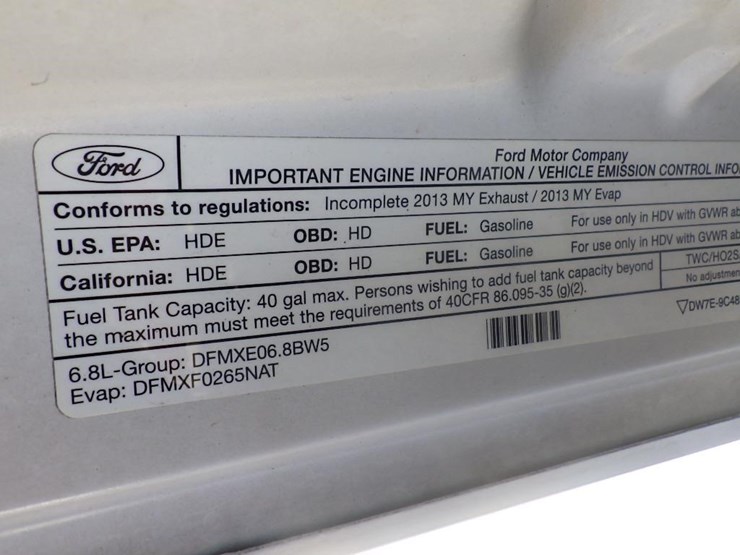 Ford
Ford Motor Company
IMPORTANT ENGINE INFORMATION / VEHICLE EMISSION CONTROL INFO
Conforms to regulations: Incomplete 2013 MY Exhaust / 2013 MY Evap
U.S. EPA: HDE OBD: HD FUEL: Gasoline For use only in HDV with GVWR
California: HDE OBD: HD FUEL: Gasoline For use only in HDV with GVWR
Fuel Tank Capacity: 40 gal max. Persons wishing to add fuel tank capacity beyond
the maximum must meet the requirements of 40CFR 86.095-35 (g)(2).
TWC/HO2S
No adjustmen
6.8L-Group: DFMXE06.8BW5
Evap: DFMXF0265NAT
DW7E-9C48